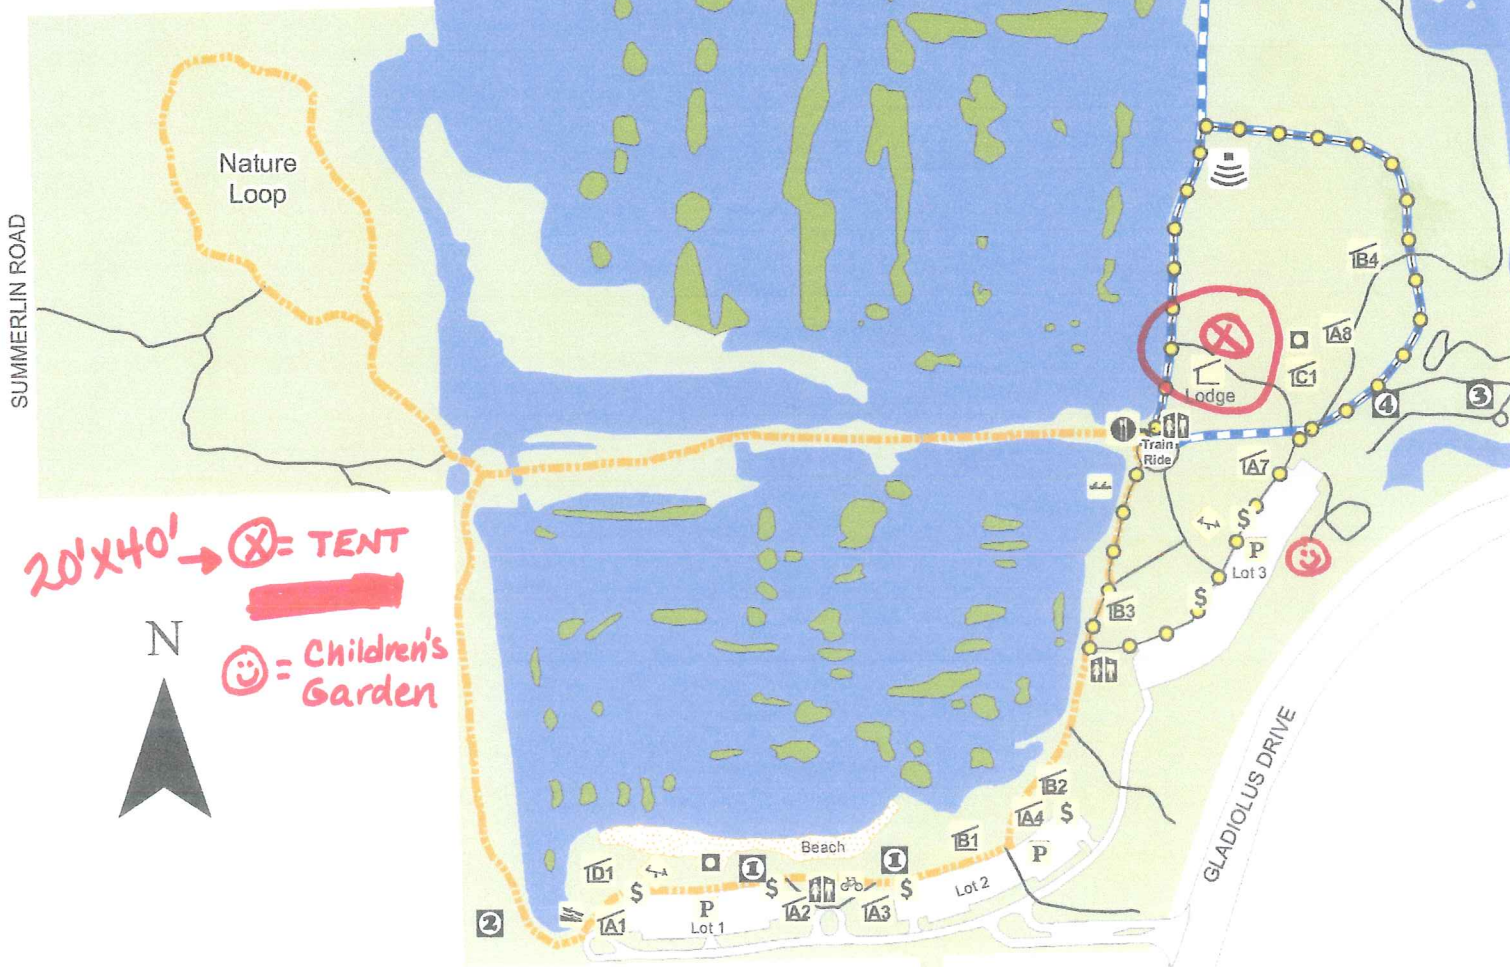 Nature
Loop
SUMMERLIN ROAD
B4
X
A8
C1
Lodge
4
3
Train
Ride
A7
$
P
Lot 3
$
B3
20'X40' → X = TENT
= Children's
Garden
N
GLADIOLUS DRIVE
B2
A4 $
B1
P
Beach
D1
1
1
$
$
$
Lot 2
2
A1
P
Lot 1
A2
A3